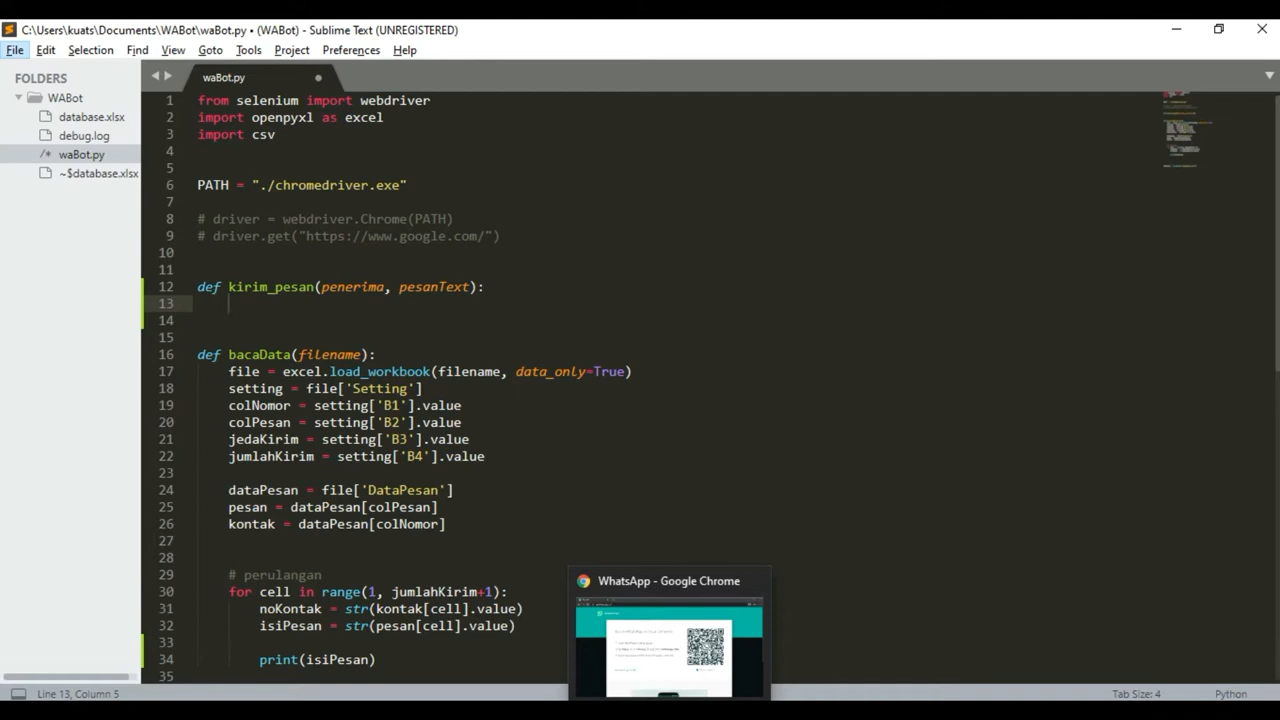 C:\Users\kuats\Documents\WABot\waBot.py • (WABot) - Sublime Text (UNREGISTERED)
File Edit Selection Find View Goto Tools Project Preferences Help
FOLDERS
WABot
database.xlsx
debug.log
/* waBot.py
~$database.xlsx
waBot.py
1 from selenium import webdriver
2 import openpyxl as excel
3 import csv
4
5
6 PATH = "./chromedriver.exe"
7
8 # driver = webdriver.Chrome(PATH)
9 # driver.get("https://www.google.com/")
10
11
12 def kirim_pesan(penerima, pesanText):
13
14
15
16 def bacaData(filename):
17 file = excel.load_workbook(filename, data_only=True)
18 setting = file['Setting']
19 colNomor = setting['B1'].value
20 colPesan = setting['B2'].value
21 jedaKirim = setting['B3'].value
22 jumlahKirim = setting['B4'].value
23
24 dataPesan = file['DataPesan']
25 pesan = dataPesan[colPesan]
26 kontak = dataPesan[colNomor]
27
28
29 # perulangan
30 for cell in range(1, jumlahKirim+1):
31 noKontak = str(kontak[cell].value)
32 isiPesan = str(pesan[cell].value)
33
34 print(isiPesan)
35
WhatsApp - Google Chrome
Line 13, Column 5
Tab Size: 4
Python